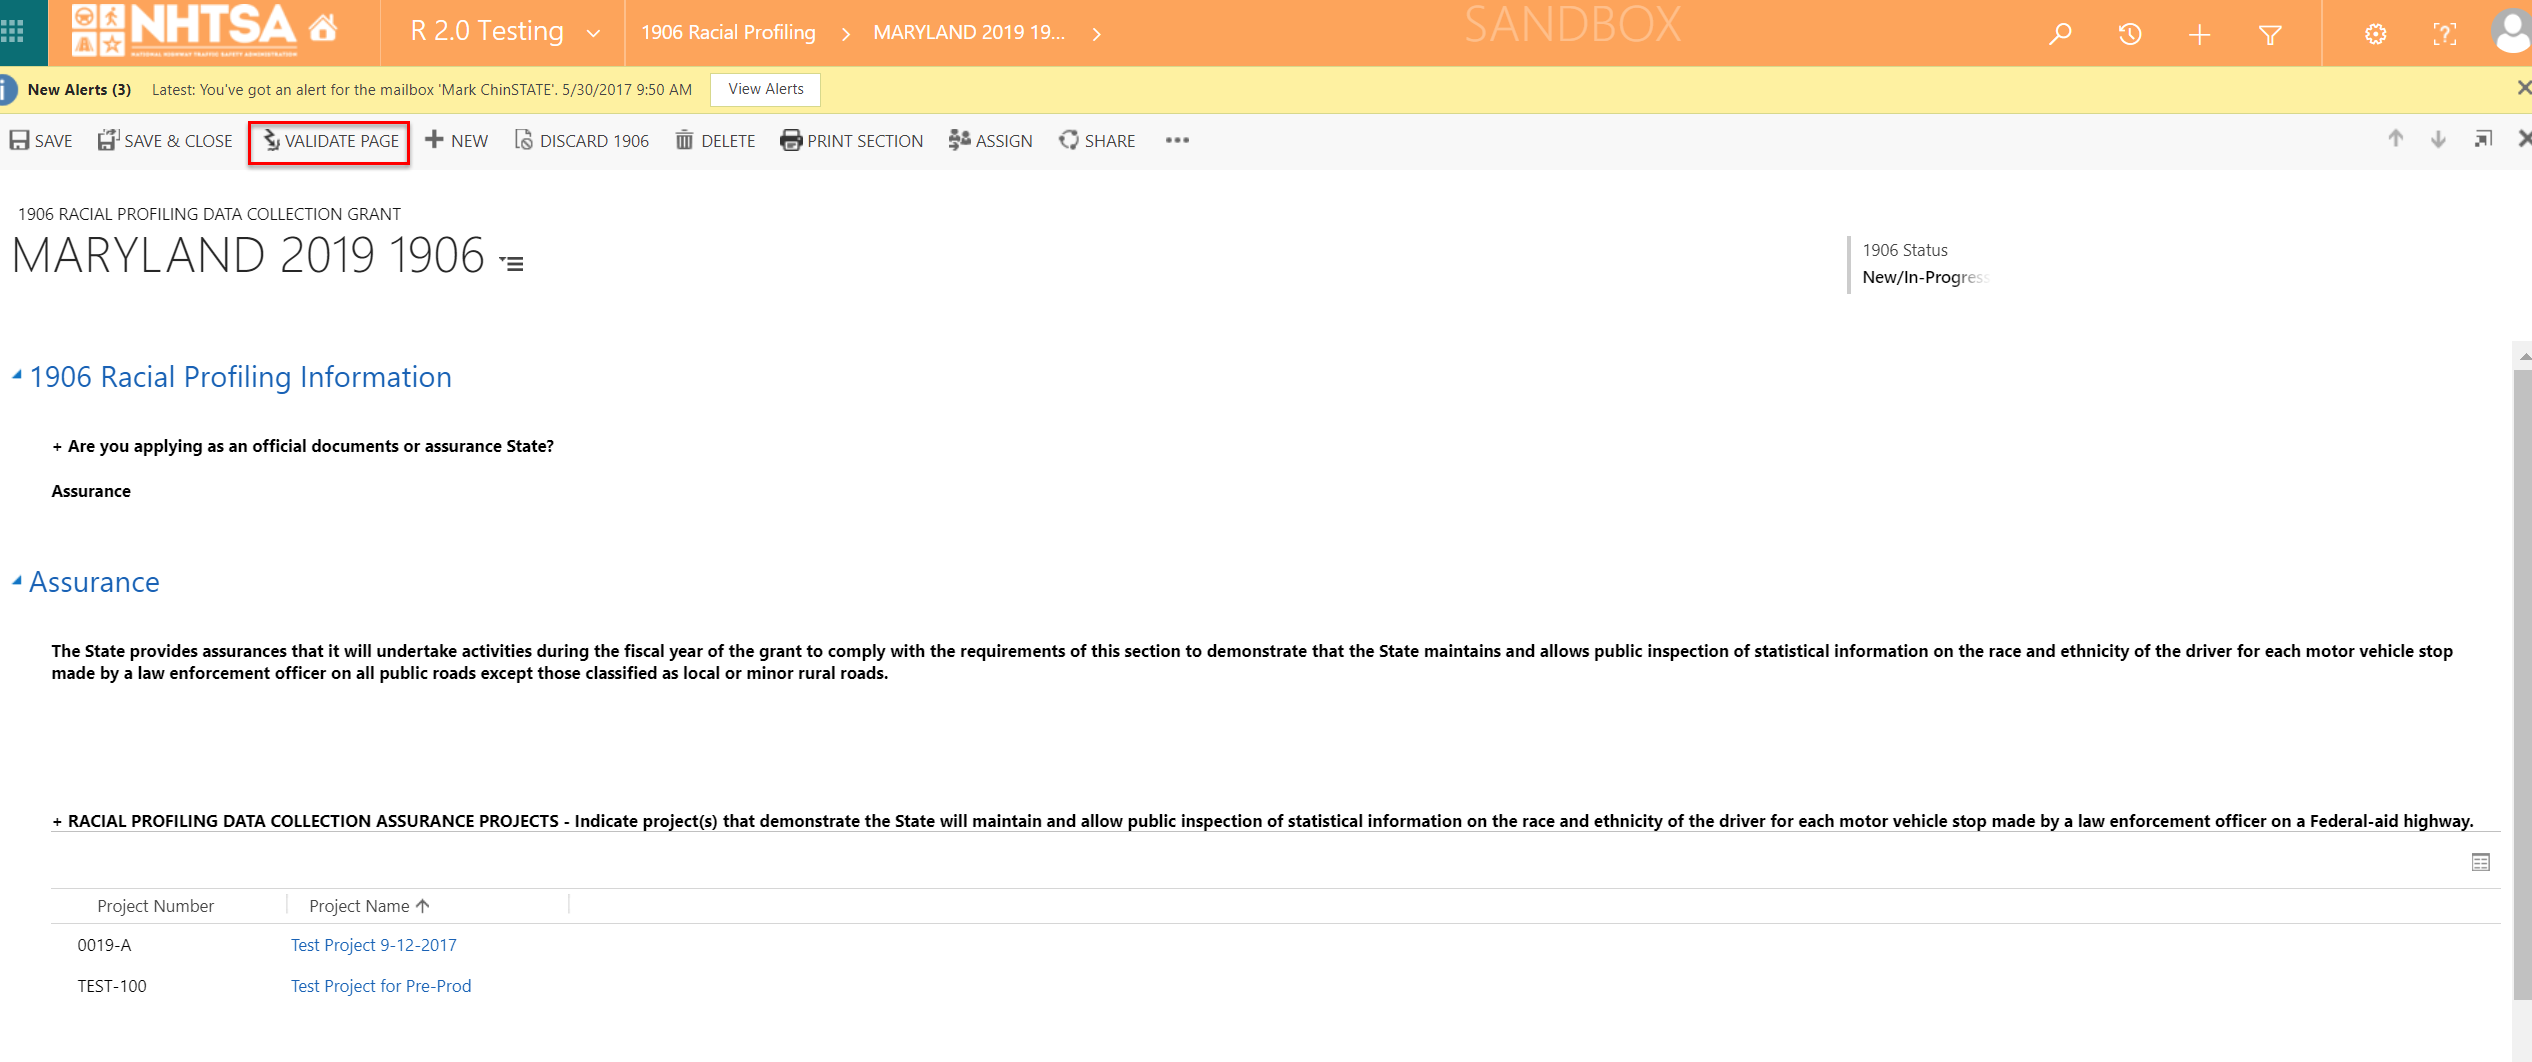 NHTSA
NATIONAL HIGHWAY TRAFFIC SAFETY ADMINISTRATION
R 2.0 Testing
1906 Racial Profiling
MARYLAND 2019 19...
SANDBOX
New Alerts (3) Latest: You've got an alert for the mailbox 'Mark ChinSTATE'. 5/30/2017 9:50 AM View Alerts
SAVE SAVE & CLOSE VALIDATE PAGE NEW DISCARD 1906 DELETE PRINT SECTION ASSIGN SHARE •••
1906 RACIAL PROFILING DATA COLLECTION GRANT
MARYLAND 2019 1906
1906 Status
New/In-Progress
1906 Racial Profiling Information
+ Are you applying as an official documents or assurance State?
Assurance
Assurance
The State provides assurances that it will undertake activities during the fiscal year of the grant to comply with the requirements of this section to demonstrate that the State maintains and allows public inspection of statistical information on the race and ethnicity of the driver for each motor vehicle stop
made by a law enforcement officer on all public roads except those classified as local or minor rural roads.
+ RACIAL PROFILING DATA COLLECTION ASSURANCE PROJECTS - Indicate project(s) that demonstrate the State will maintain and allow public inspection of statistical information on the race and ethnicity of the driver for each motor vehicle stop made by a law enforcement officer on a Federal-aid highway.
Project Number Project Name
0019-A Test Project 9-12-2017
TEST-100 Test Project for Pre-Prod